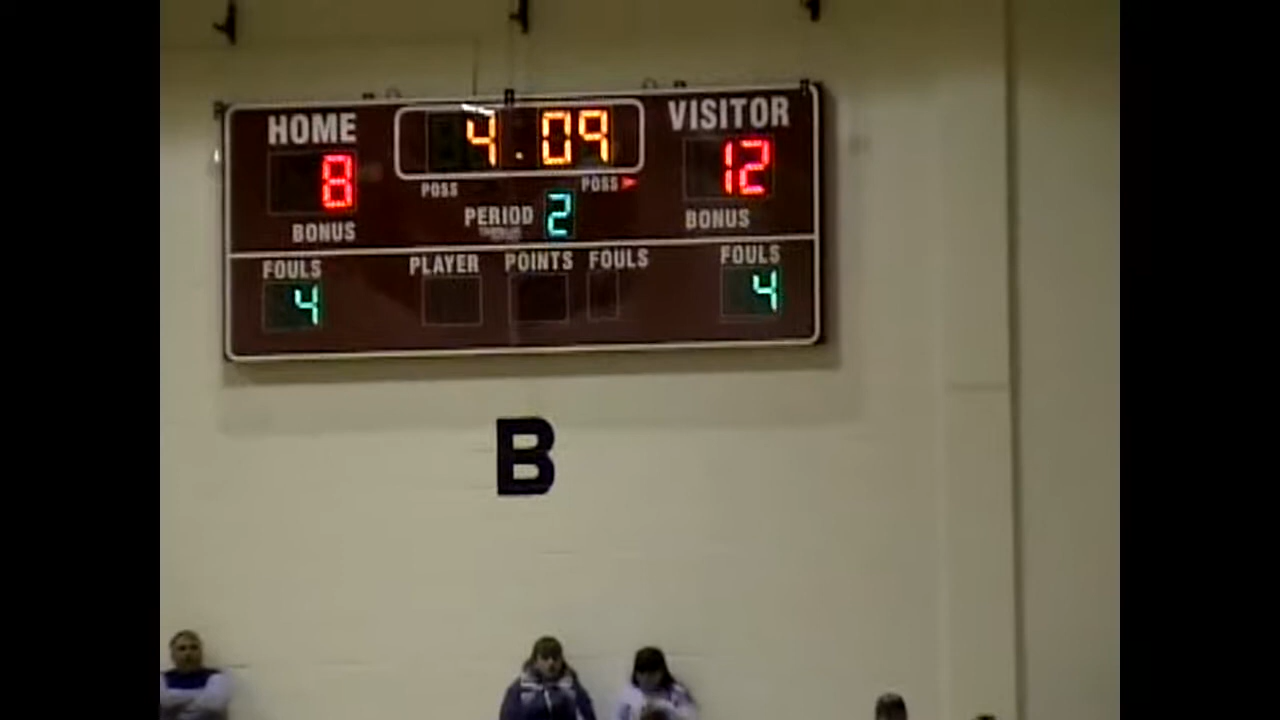 HOME 4.09 VISITOR
8 12
POSS POSS
PERIOD 2
BONUS BONUS
FOULS PLAYER POINTS FOULS FOULS
4 4
B